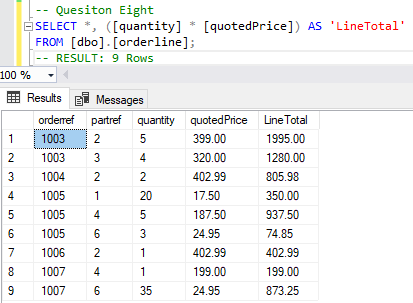 -- Quesiton Eight
SELECT *, ([quantity] * [quotedPrice]) AS 'LineTotal'
FROM [dbo].[orderline];
-- RESULT: 9 Rows
100 %
Results Messages
orderref partref quantity quotedPrice LineTotal
1 1003 2 5 399.00 1995.00
2 1003 3 4 320.00 1280.00
3 1004 2 2 402.99 805.98
4 1005 1 20 17.50 350.00
5 1005 4 5 187.50 937.50
6 1005 6 3 24.95 74.85
7 1006 2 1 402.99 402.99
8 1007 4 1 199.00 199.00
9 1007 6 35 24.95 873.25